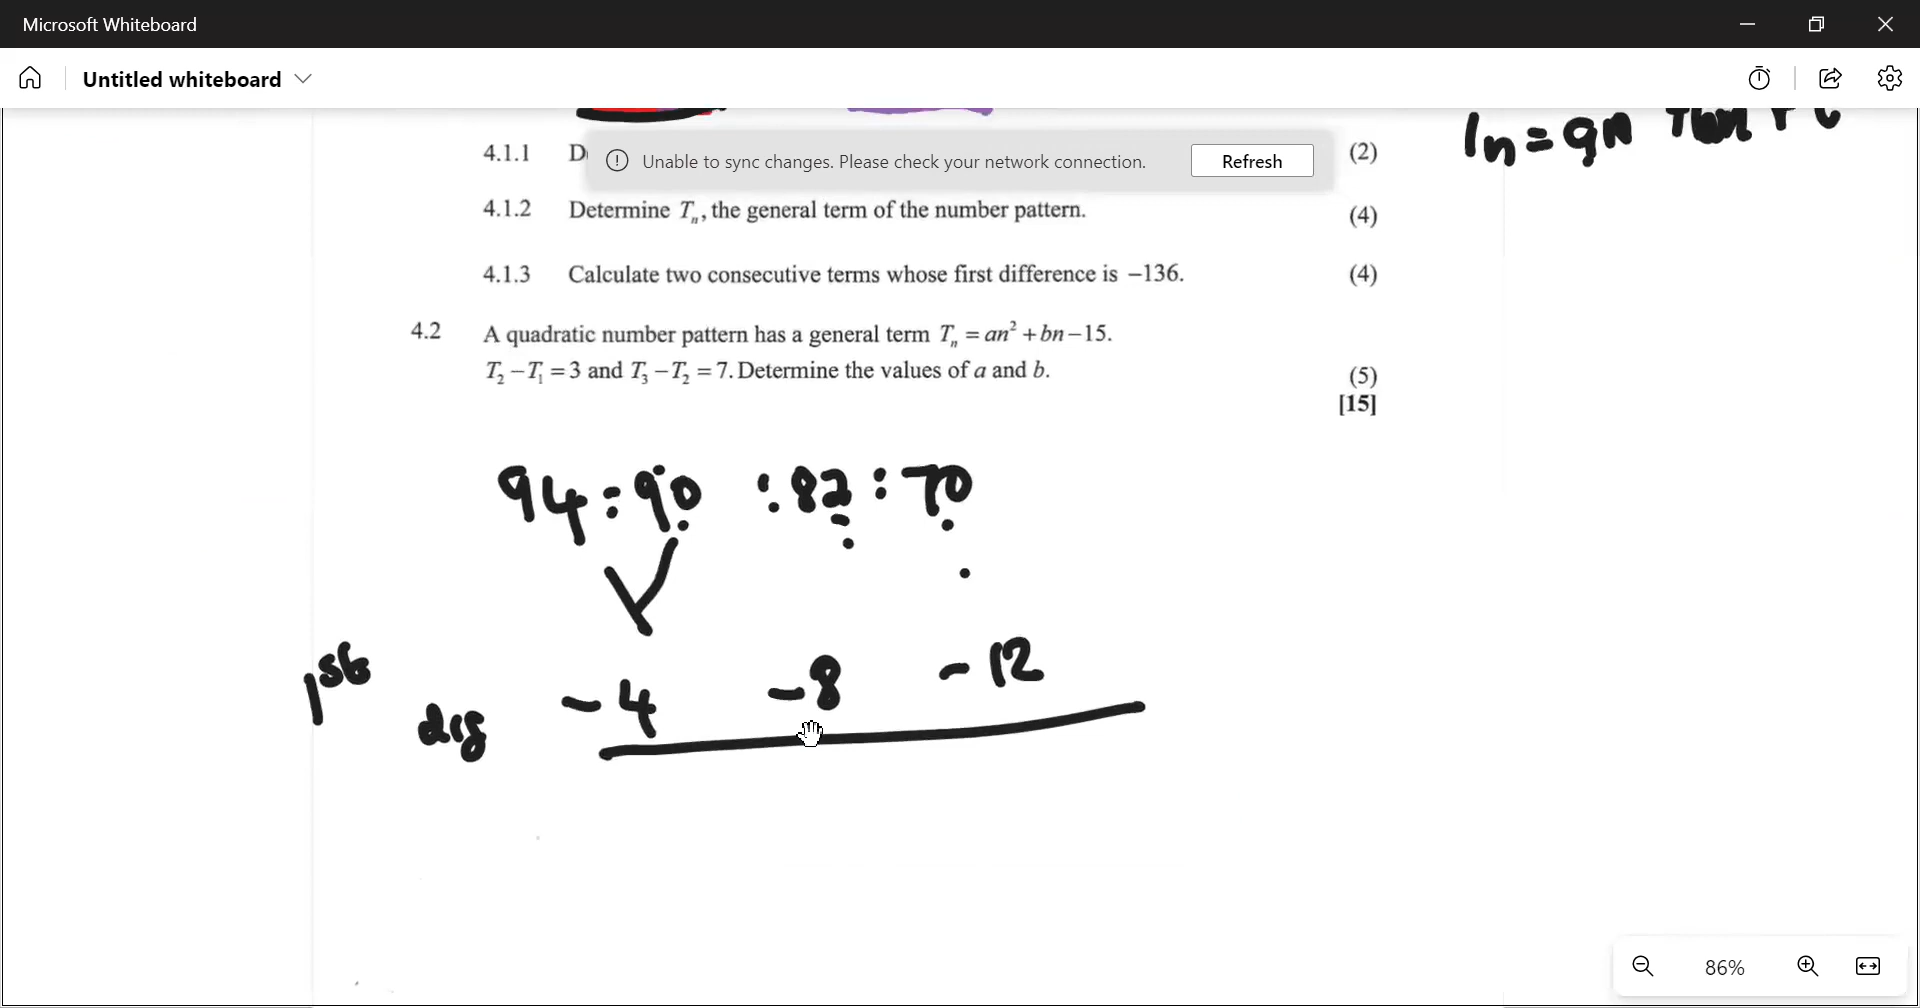 Microsoft Whiteboard
Untitled whiteboard
Tn = an + bn + c
4.1.1 D (2)
Unable to sync changes. Please check your network connection. Refresh
4.1.2 Determine Tₙ, the general term of the number pattern. (4)
4.1.3 Calculate two consecutive terms whose first difference is −136. (4)
4.2 A quadratic number pattern has a general term Tₙ = an² + bn − 15.
T₂ − T₁ = 3 and T₃ − T₂ = 7. Determine the values of a and b. (5)
[15]
94 : 90 : 82 : 70
1st
- 4 - 8 - 12
86%